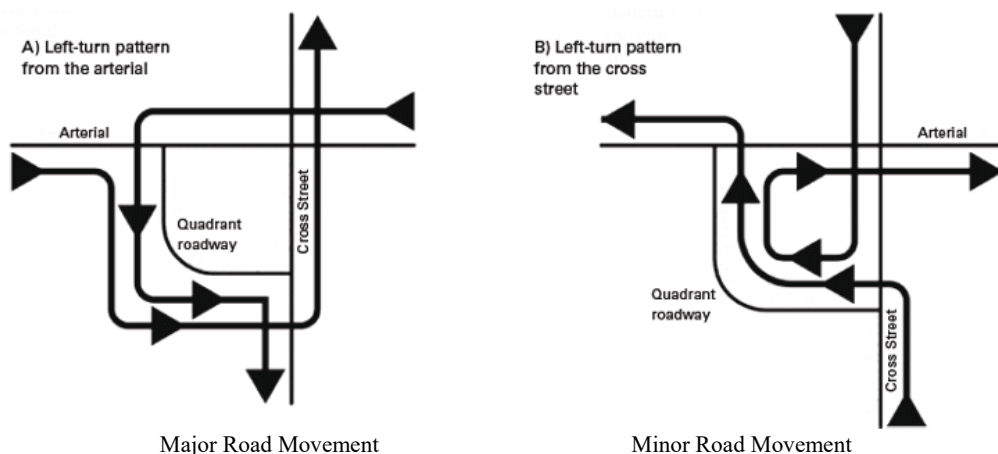 A) Left-turn pattern
from the arterial
Arterial
Quadrant
roadway
Cross Street
Major Road Movement
B) Left-turn pattern
from the cross
street
Arterial
Quadrant
roadway
Cross Street
Minor Road Movement